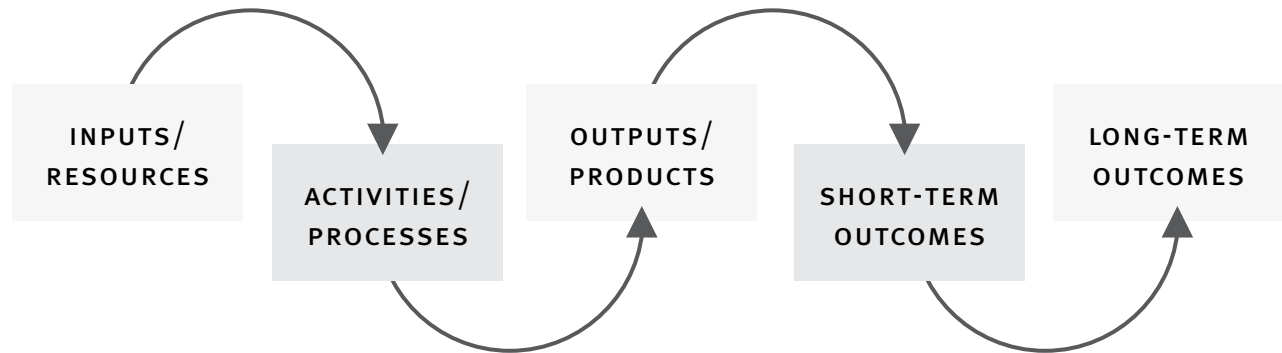 INPUTS/
RESOURCES
ACTIVITIES/
PROCESSES
OUTPUTS/
PRODUCTS
SHORT-TERM
OUTCOMES
LONG-TERM
OUTCOMES